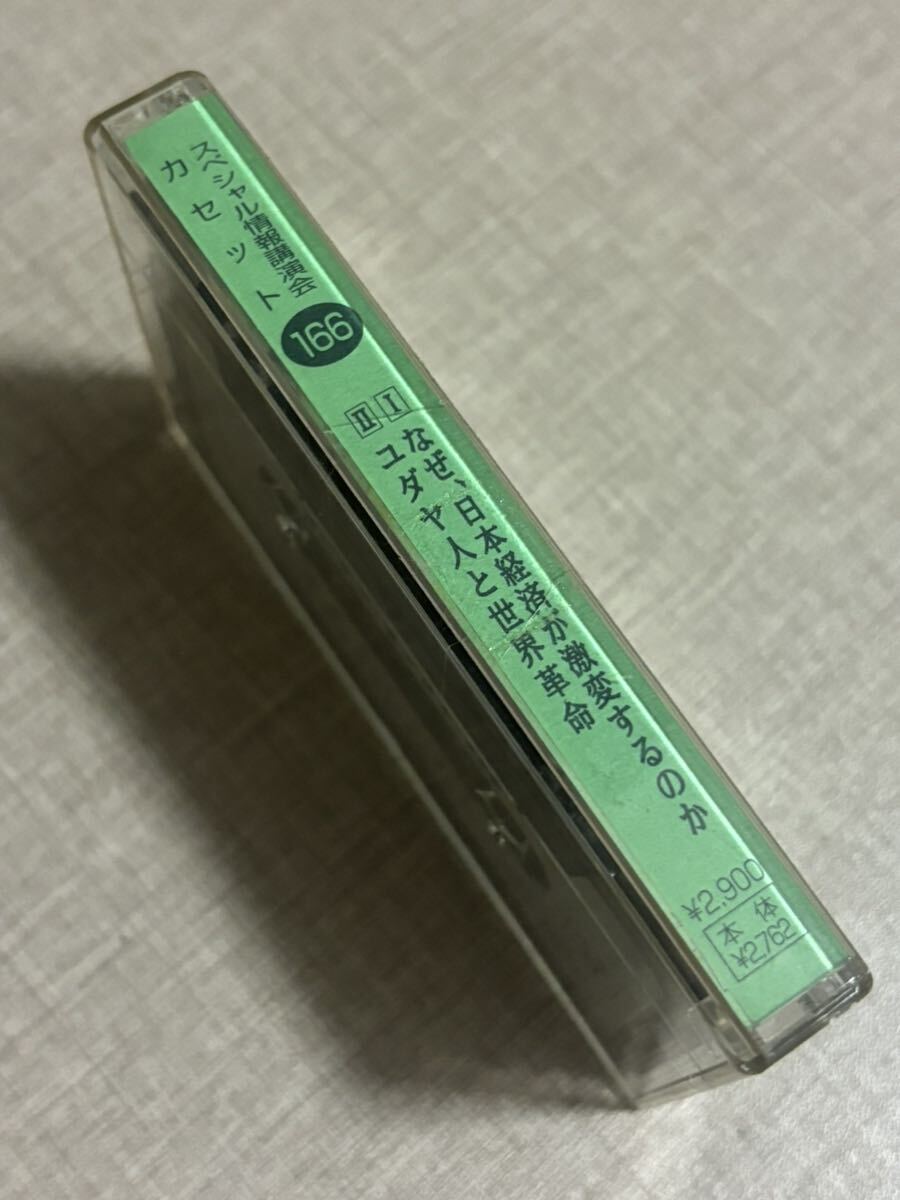 スペシャル情報講演会
カセット
166
Ⅰ なぜ、日本経済が激変するのか
Ⅱ ユダヤ人と世界革命
¥2,900
本体
¥2762